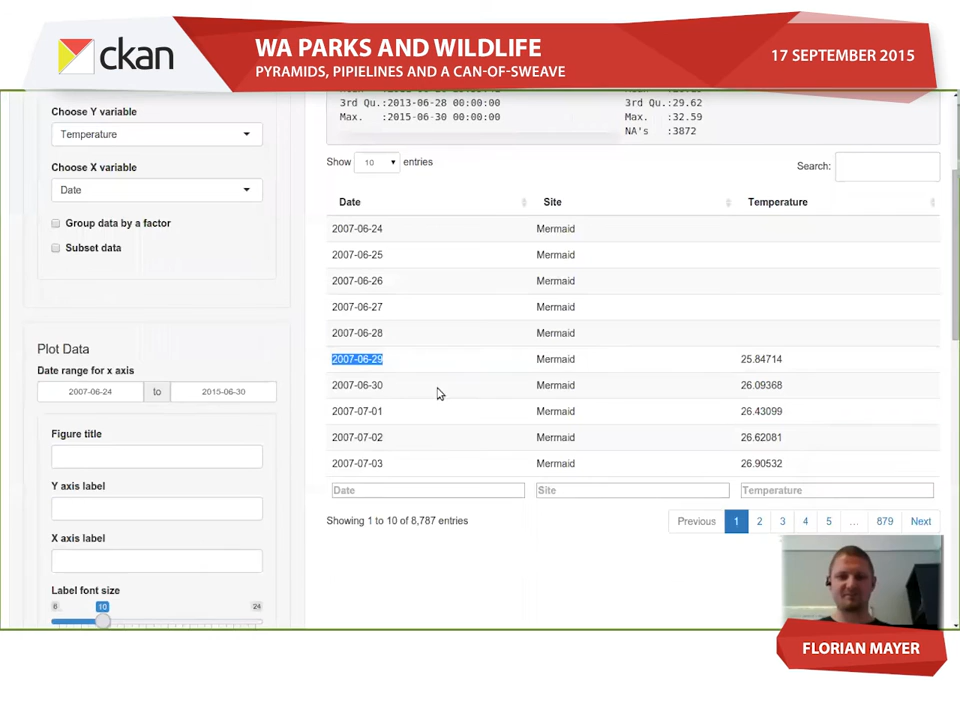 ckan
WA PARKS AND WILDLIFE
PYRAMIDS, PIPIELINES AND A CAN-OF-SWEAVE
17 SEPTEMBER 2015
Choose Y variable
Temperature
Choose X variable
Date
Group data by a factor
Subset data
Plot Data
Date range for x axis
2007-06-24 to 2015-06-30
Figure title
Y axis label
X axis label
Label font size
6 10 24
3rd Qu.:2013-06-28 00:00:00 3rd Qu.:29.62
Max. :2015-06-30 00:00:00 Max. :32.59
NA's :3872
Show 10 entries
Search:
Date Site Temperature
2007-06-24 Mermaid
2007-06-25 Mermaid
2007-06-26 Mermaid
2007-06-27 Mermaid
2007-06-28 Mermaid
2007-06-29 Mermaid 25.84714
2007-06-30 Mermaid 26.09368
2007-07-01 Mermaid 26.43099
2007-07-02 Mermaid 26.62081
2007-07-03 Mermaid 26.90532
Date Site Temperature
Showing 1 to 10 of 8,787 entries
Previous 1 2 3 4 5 ... 879 Next
FLORIAN MAYER